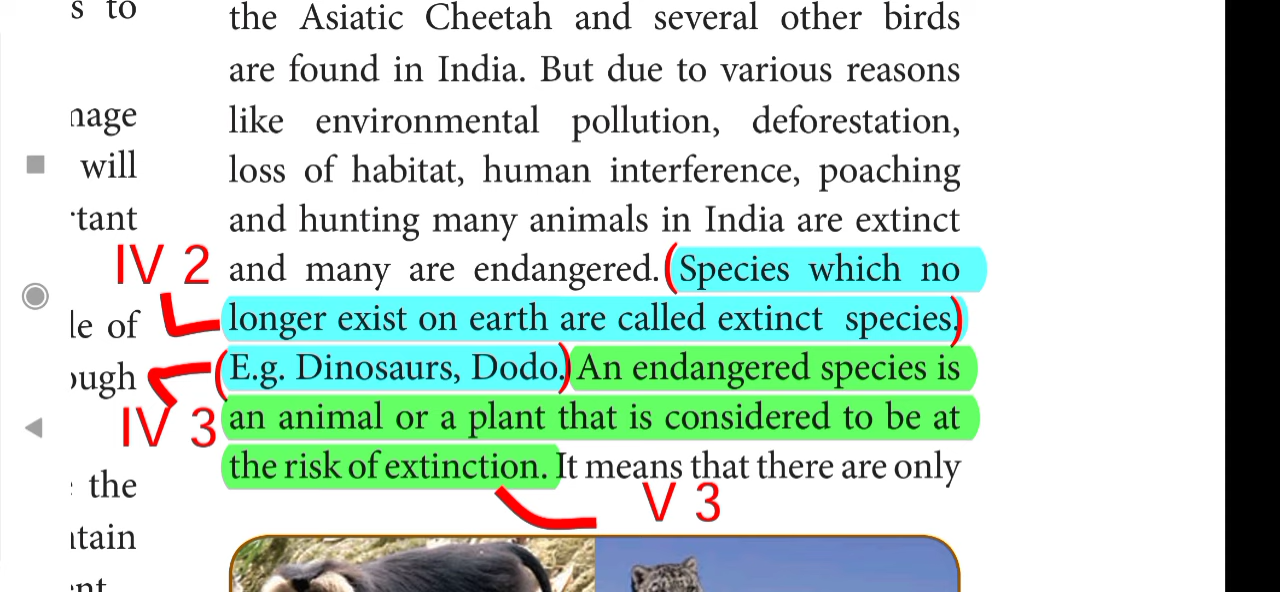 s to
nage
will
rtant
le of
ough
the
ntain
the Asiatic Cheetah and several other birds
are found in India. But due to various reasons
like environmental pollution, deforestation,
loss of habitat, human interference, poaching
and hunting many animals in India are extinct
IV 2
and many are endangered. (Species which no
longer exist on earth are called extinct species.)
(E.g. Dinosaurs, Dodo.) An endangered species is
IV 3
an animal or a plant that is considered to be at
the risk of extinction. It means that there are only
V 3